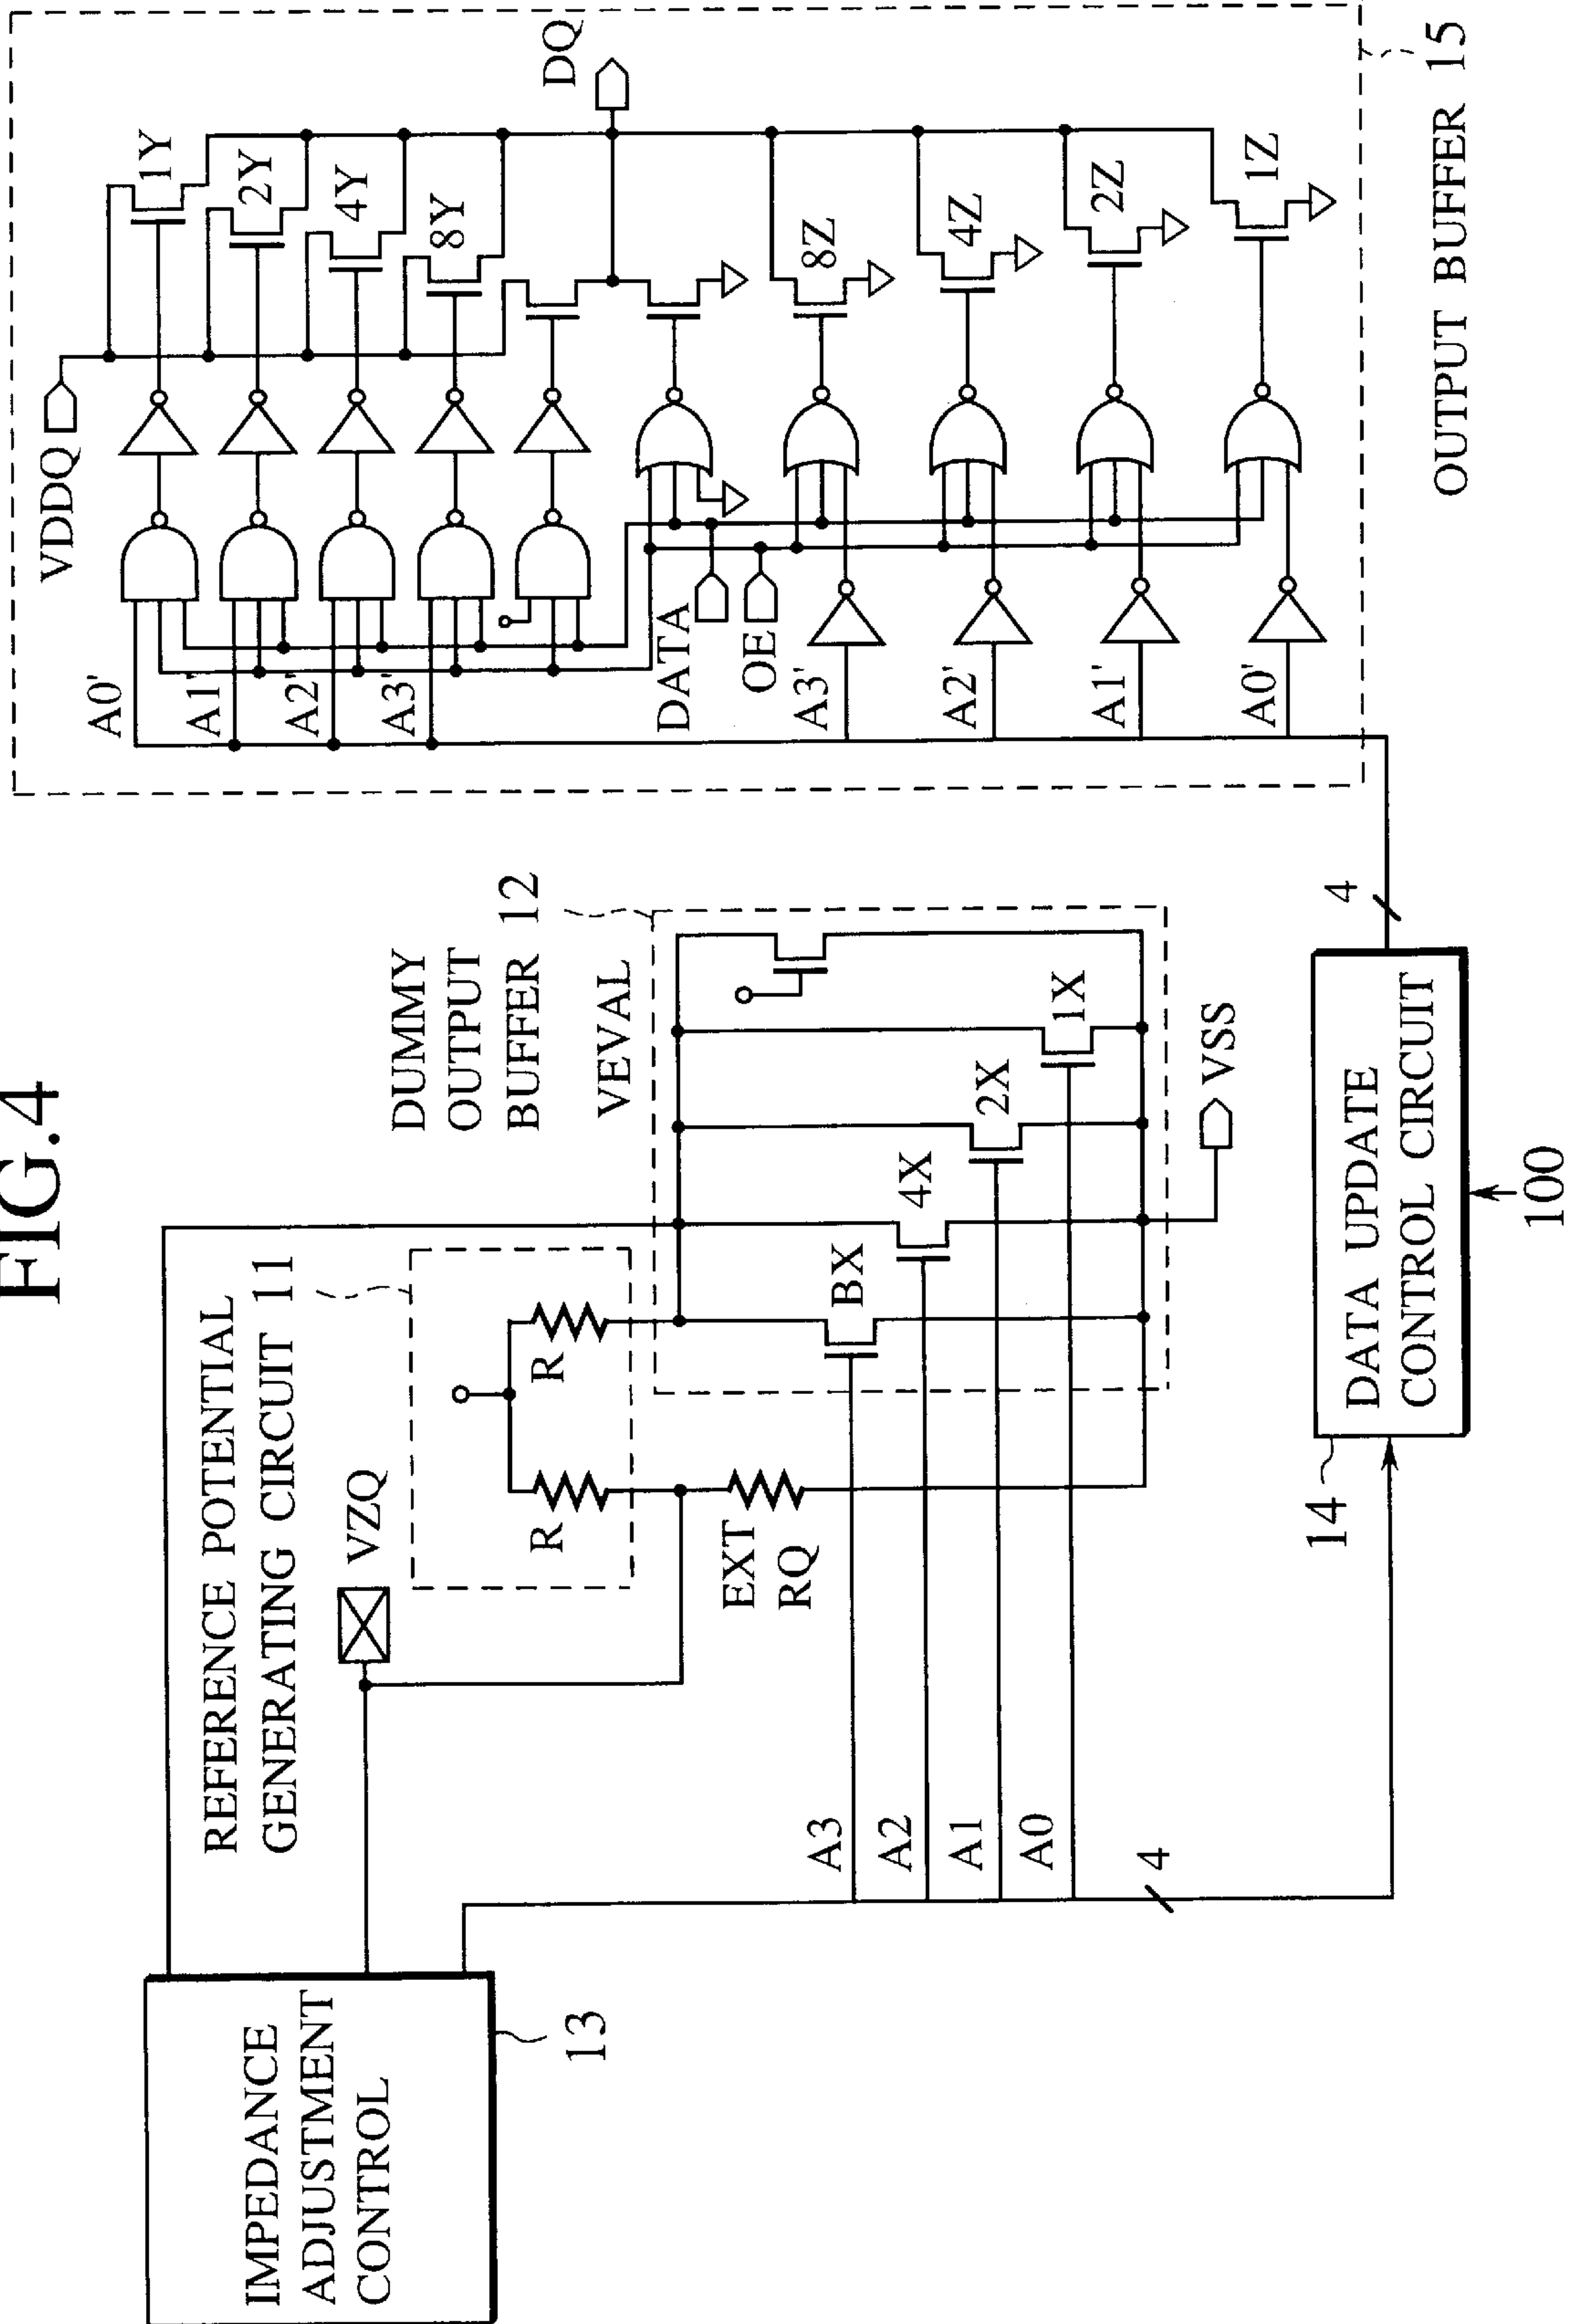 FIG.4
IMPEDANCE
ADJUSTMENT
CONTROL
13
REFERENCE POTENTIAL
GENERATING CIRCUIT 11
VZQ
R
R
EXT
RQ
DUMMY
OUTPUT
BUFFER 12
VEVAL
BX
4X
2X
1X
VSS
A3
A2
A1
A0
4
14
DATA UPDATE
CONTROL CIRCUIT
100
4
VDDQ
A0'
A1'
A2'
A3'
1Y
2Y
4Y
8Y
DQ
DATA
OE
A3'
A2'
A1'
A0'
8Z
4Z
2Z
1Z
OUTPUT BUFFER 15